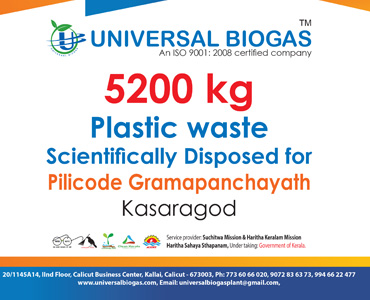 TM
UNIVERSAL BIOGAS
An ISO 9001: 2008 certified company
5200 kg
Plastic waste
Scientifically Disposed for
Pilicode Gramapanchayath
Kasaragod
Service provider: Suchitwa Mission & Haritha Keralam Mission
Haritha Sahaya Sthapanam, Under taking: Government of Kerala.
20/1145A14, IInd Floor, Calicut Business Center, Kallai, Calicut - 673003, Ph: 773 60 66 020, 9072 83 63 73, 994 66 22 477
www.universalbiogas.com, Email: universalbiogasplant@gmail.com,